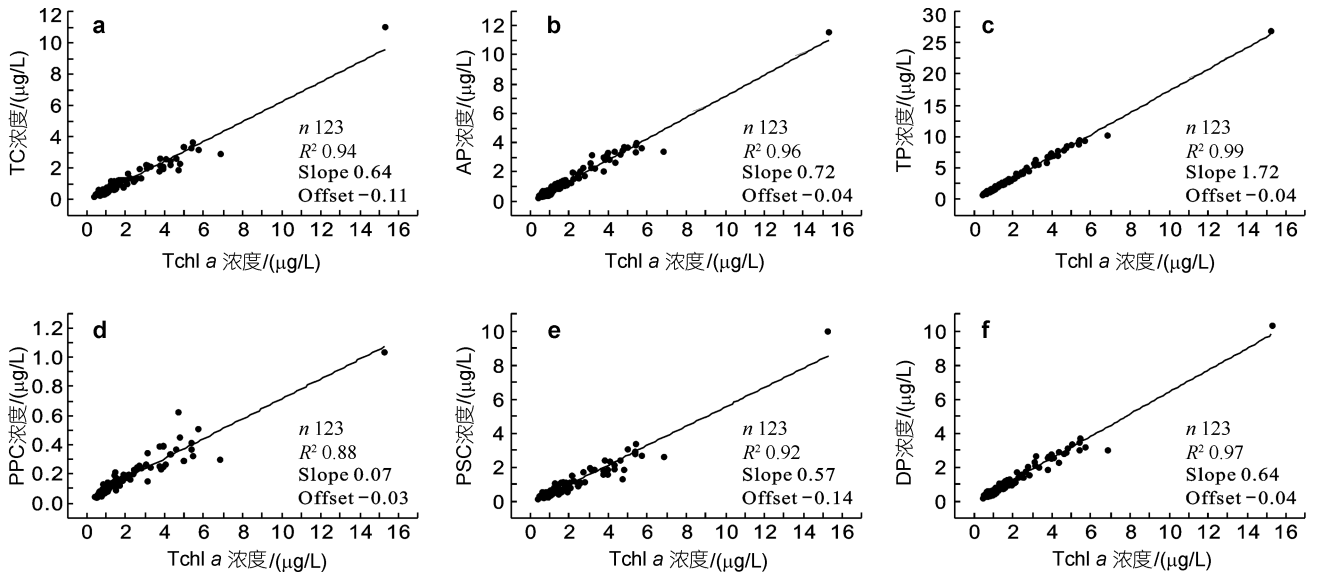 a
TC浓度/(μg/L)
12
10
8
6
4
2
0
n 123
R² 0.94
Slope 0.64
Offset −0.11
0 2 4 6 8 10 12 14 16
Tchl a 浓度/(μg/L)
b
AP浓度/(μg/L)
12
10
8
6
4
2
0
n 123
R² 0.96
Slope 0.72
Offset −0.04
0 2 4 6 8 10 12 14 16
Tchl a 浓度/(μg/L)
c
TP浓度/(μg/L)
30
25
20
15
10
5
0
n 123
R² 0.99
Slope 1.72
Offset −0.04
0 2 4 6 8 10 12 14 16
Tchl a 浓度/(μg/L)
d
PPC浓度/(μg/L)
1.2
1.0
0.8
0.6
0.4
0.2
0.0
n 123
R² 0.88
Slope 0.07
Offset −0.03
0 2 4 6 8 10 12 14 16
Tchl a 浓度/(μg/L)
e
PSC浓度/(μg/L)
10
8
6
4
2
0
n 123
R² 0.92
Slope 0.57
Offset −0.14
0 2 4 6 8 10 12 14 16
Tchl a 浓度/(μg/L)
f
DP浓度/(μg/L)
10
8
6
4
2
0
n 123
R² 0.97
Slope 0.64
Offset −0.04
0 2 4 6 8 10 12 14 16
Tchl a 浓度/(μg/L)